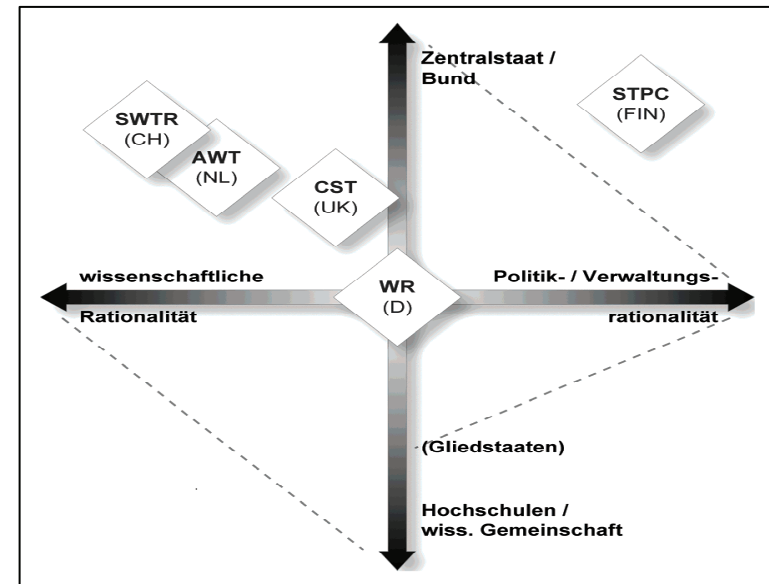 Zentralstaat /
Bund
STPC
(FIN)
SWTR
(CH)
AWT
(NL)
CST
(UK)
wissenschaftliche
Rationalität
WR
(D)
Politik- / Verwaltungs-
rationalität
(Gliedstaaten)
Hochschulen /
wiss. Gemeinschaft